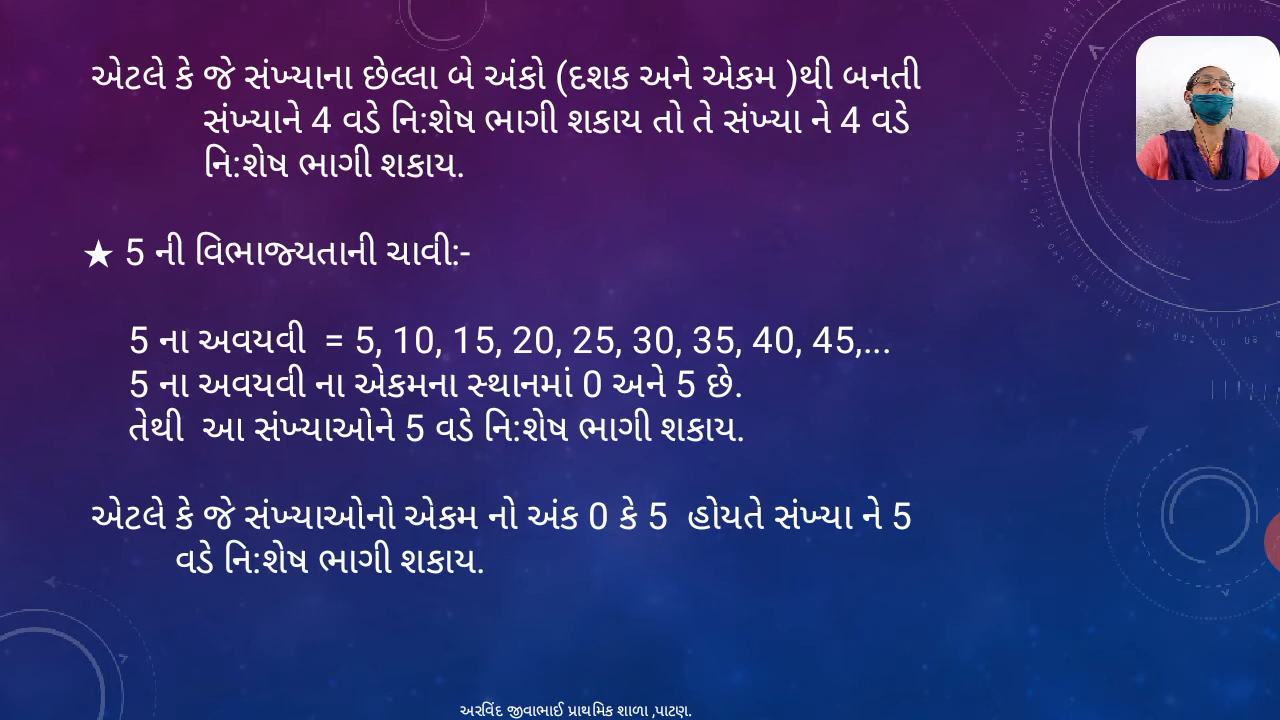 એટલે કે જે સંખ્યાના છેલ્લા બે અંકો (દશક અને એકમ )થી બનતી
સંખ્યાને 4 વડે નિ:શેષ ભાગી શકાય તો તે સંખ્યા ને 4 વડે
નિ:શેષ ભાગી શકાય.
★ 5 ની વિભાજ્યતાની ચાવી:-
5 ના અવયવી = 5, 10, 15, 20, 25, 30, 35, 40, 45,...
5 ના અવયવી ના એકમના સ્થાનમાં 0 અને 5 છે.
તેથી આ સંખ્યાઓને 5 વડે નિ:શેષ ભાગી શકાય.
એટલે કે જે સંખ્યાઓનો એકમ નો અંક 0 કે 5 હોયતે સંખ્યા ને 5
વડે નિ:શેષ ભાગી શકાય.
અરવિંદ જીવાભાઈ પ્રાથમિક શાળા ,પાટણ.